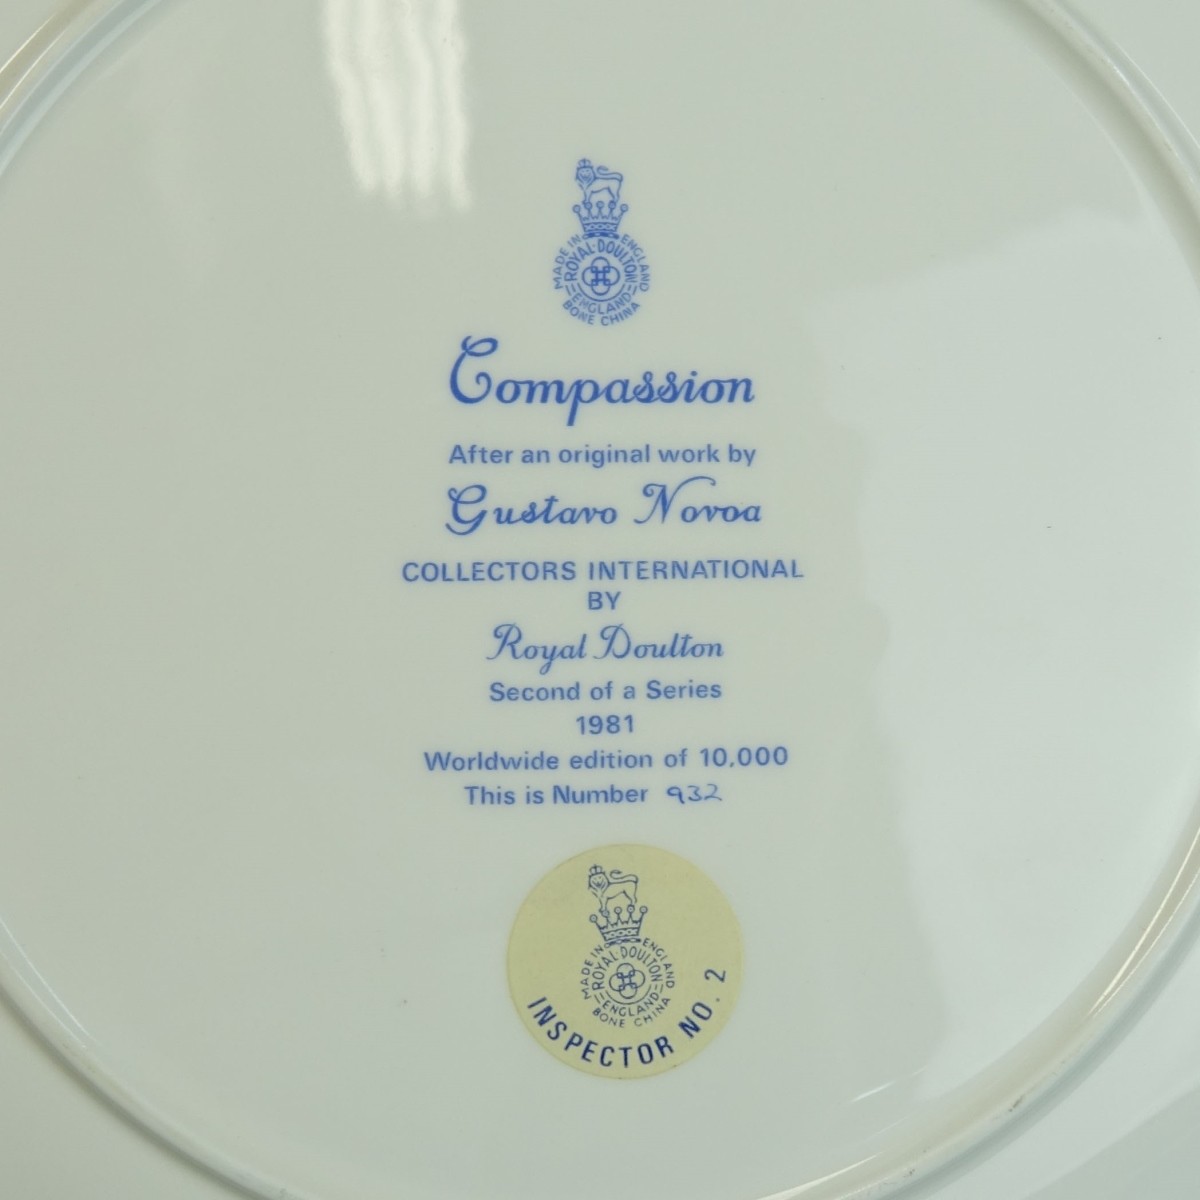 MADE IN ENGLAND
ROYAL·DOULTON
ENGLAND
BONE CHINA
Compassion
After an original work by
Gustavo Novoa
COLLECTORS INTERNATIONAL
BY
Royal Doulton
Second of a Series
1981
Worldwide edition of 10,000
This is Number 932
MADE IN ENGLAND
ROYAL·DOULTON
ENGLAND
BONE CHINA
INSPECTOR NO. 2